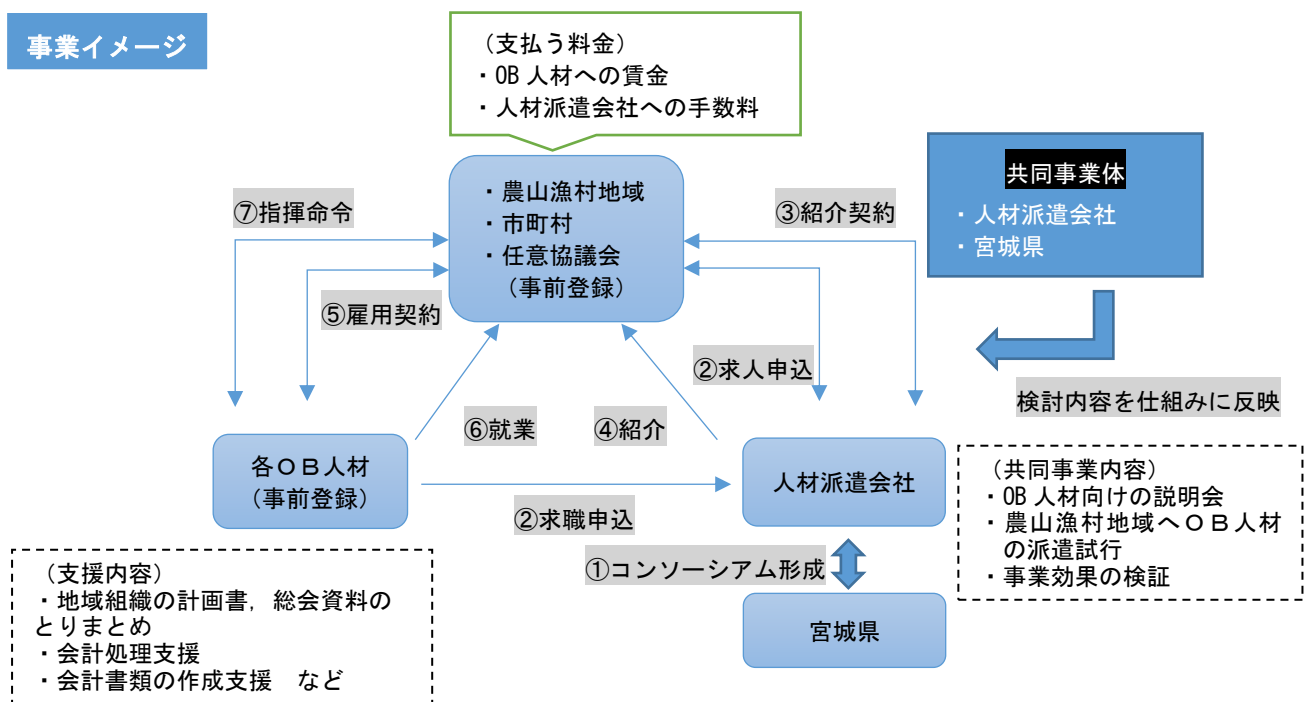 事業イメージ
(支払う料金)
・OB 人材への賃金
・人材派遣会社への手数料
共同事業体
・人材派遣会社
・宮城県
・農山漁村地域
・市町村
・任意協議会
(事前登録)
⑦指揮命令
③紹介契約
⑤雇用契約
②求人申込
検討内容を仕組みに反映
⑥就業
④紹介
各OB人材
(事前登録)
人材派遣会社
(共同事業内容)
・OB 人材向けの説明会
・農山漁村地域へOB人材
の派遣試行
・事業効果の検証
②求職申込
①コンソーシアム形成
宮城県
(支援内容)
・地域組織の計画書,総会資料の
とりまとめ
・会計処理支援
・会計書類の作成支援 など